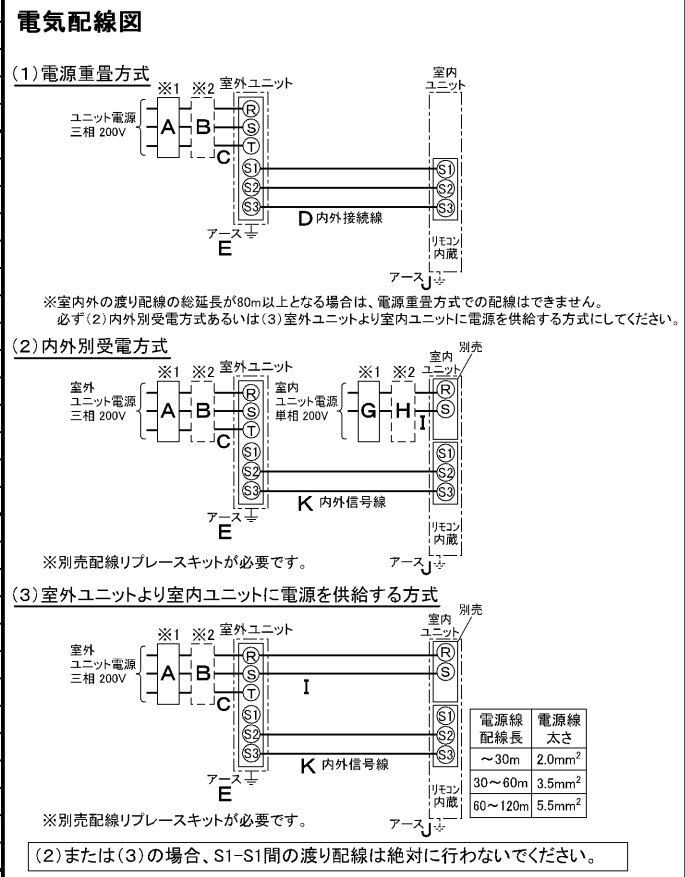 電気配線図
(1)電源重畳方式
※1 ※2 室外ユニット
室内
ユニット
ユニット電源
三相 200V
A
B
C
R
S
T
S1
S2
S3
S1
S2
S3
D 内外接続線
アース
E
リモコン
内蔵
アース
J
※室内外の渡り配線の総延長が80m以上となる場合は、電源重畳方式での配線はできません。
必ず(2)内外別受電方式あるいは(3)室外ユニットより室内ユニットに電源を供給する方式にしてください。
(2)内外別受電方式
※1 ※2 室外ユニット
※1 ※2
室内
ユニット
別売
室外
ユニット電源
三相 200V
A
B
C
R
S
T
S1
S2
S3
室内
ユニット電源
単相 200V
G
H
I
R
S
S1
S2
S3
K 内外信号線
アース
E
リモコン
内蔵
アース
J
※別売配線リプレースキットが必要です。
(3)室外ユニットより室内ユニットに電源を供給する方式
※1 ※2 室外ユニット
室内
ユニット
別売
室外
ユニット電源
三相 200V
A
B
C
R
S
T
S1
S2
S3
I
R
S
S1
S2
S3
K 内外信号線
アース
E
リモコン
内蔵
アース
J
電源線
配線長
電源線
太さ
～30m 2.0mm²
30～60m 3.5mm²
60～120m 5.5mm²
※別売配線リプレースキットが必要です。
(2)または(3)の場合、S1-S1間の渡り配線は絶対に行わないでください。